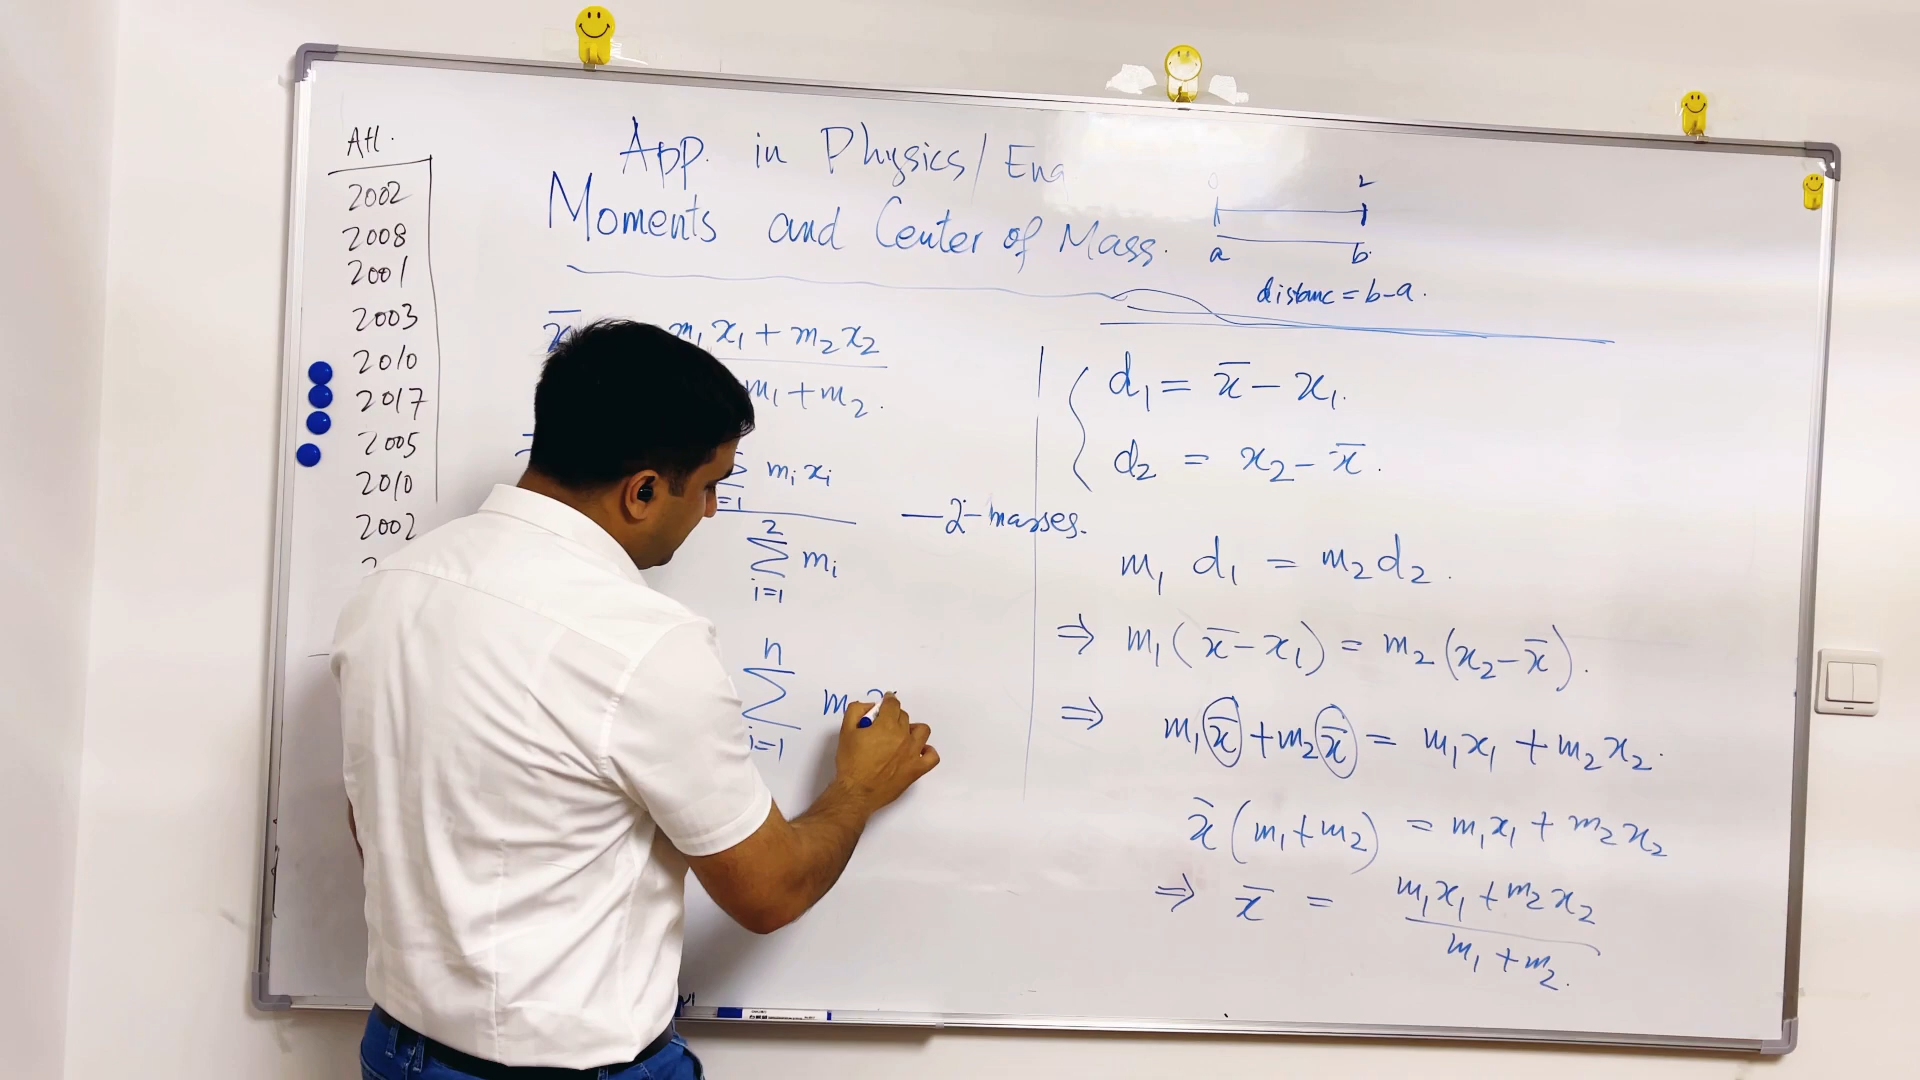 Att.
2002
2008
2001
2003
2010
2017
2005
2010
2002
App. in Physics/Eng
Moments and Center of Mass.
0 2
a b.
distanc = b-a.
x̄ m₁x₁ + m₂x₂
m₁ + m₂.
mᵢxᵢ
=1
2
∑ mᵢ
i=1
—2-masses.
n
∑ m
i=1
d₁ = x̄ - x₁.
d₂ = x₂ - x̄.
m₁ d₁ = m₂d₂.
⇒ m₁(x̄ - x₁) = m₂(x₂ - x̄).
⇒ m₁x̄ + m₂x̄ = m₁x₁ + m₂x₂.
x̄(m₁+m₂) = m₁x₁ + m₂x₂
⇒ x̄ = m₁x₁ + m₂x₂
m₁ + m₂.